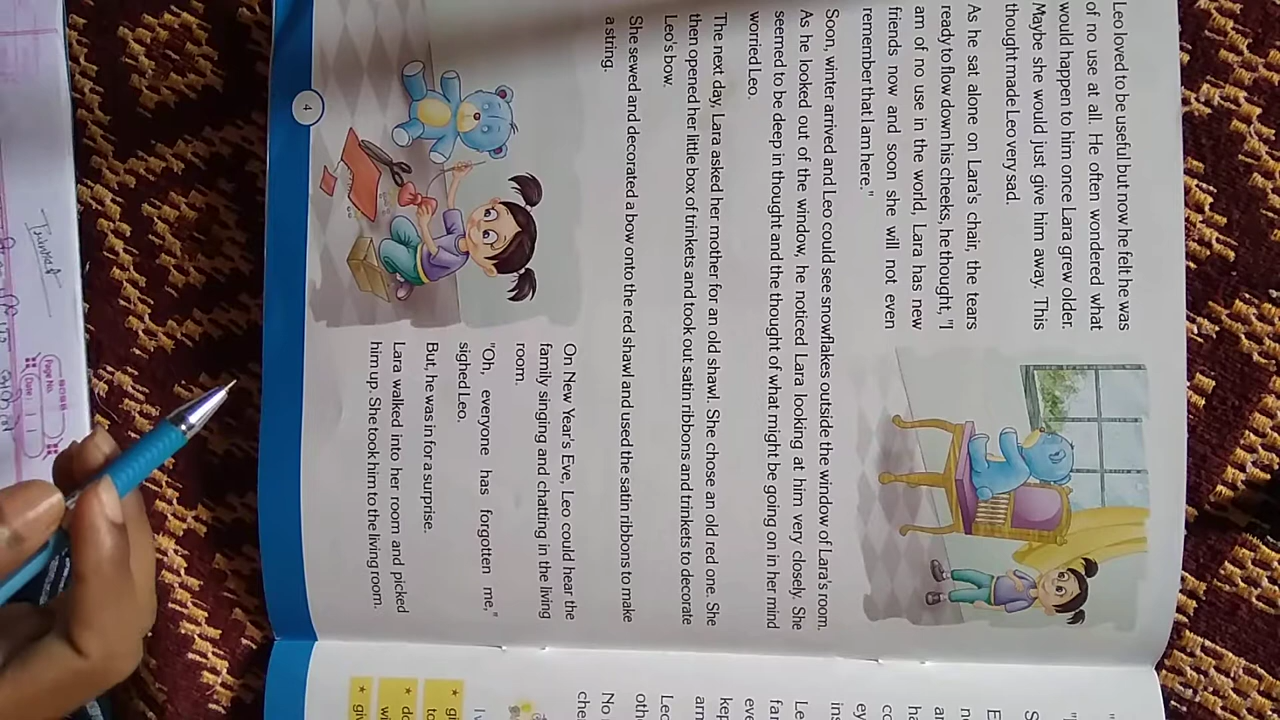 Leo loved to be useful but now he felt he was
of no use at all. He often wondered what
would happen to him once Lara grew older.
Maybe she would just give him away. This
thought made Leo very sad.
As he sat alone on Lara's chair, the tears
ready to flow down his cheeks, he thought, "I
am of no use in the world, Lara has new
friends now and soon she will not even
remember that I am here."
Soon, winter arrived and Leo could see snowflakes outside the window of Lara's room.
As he looked out of the window, he noticed Lara looking at him very closely. She
seemed to be deep in thought and the thought of what might be going on in her mind
worried Leo.
The next day, Lara asked her mother for an old shawl. She chose an old red one. She
then opened her little box of trinkets and took out satin ribbons and trinkets to decorate
Leo's bow.
She sewed and decorated a bow onto the red shawl and used the satin ribbons to make
a string.
On New Year's Eve, Leo could hear the
family singing and chatting in the living
room.
"Oh, everyone has forgotten me,"
sighed Leo.
But, he was in for a surprise.
Lara walked into her room and picked
him up. She took him to the living room.
4
Page No.
Date: